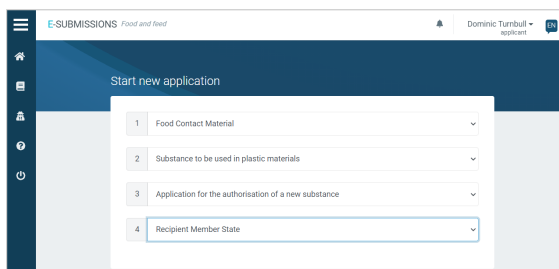 E-SUBMISSIONS Food and feed
Dominic Turnbull
applicant
EN
Start new application
1 Food Contact Material
2 Substance to be used in plastic materials
3 Application for the authorisation of a new substance
4 Recipient Member State